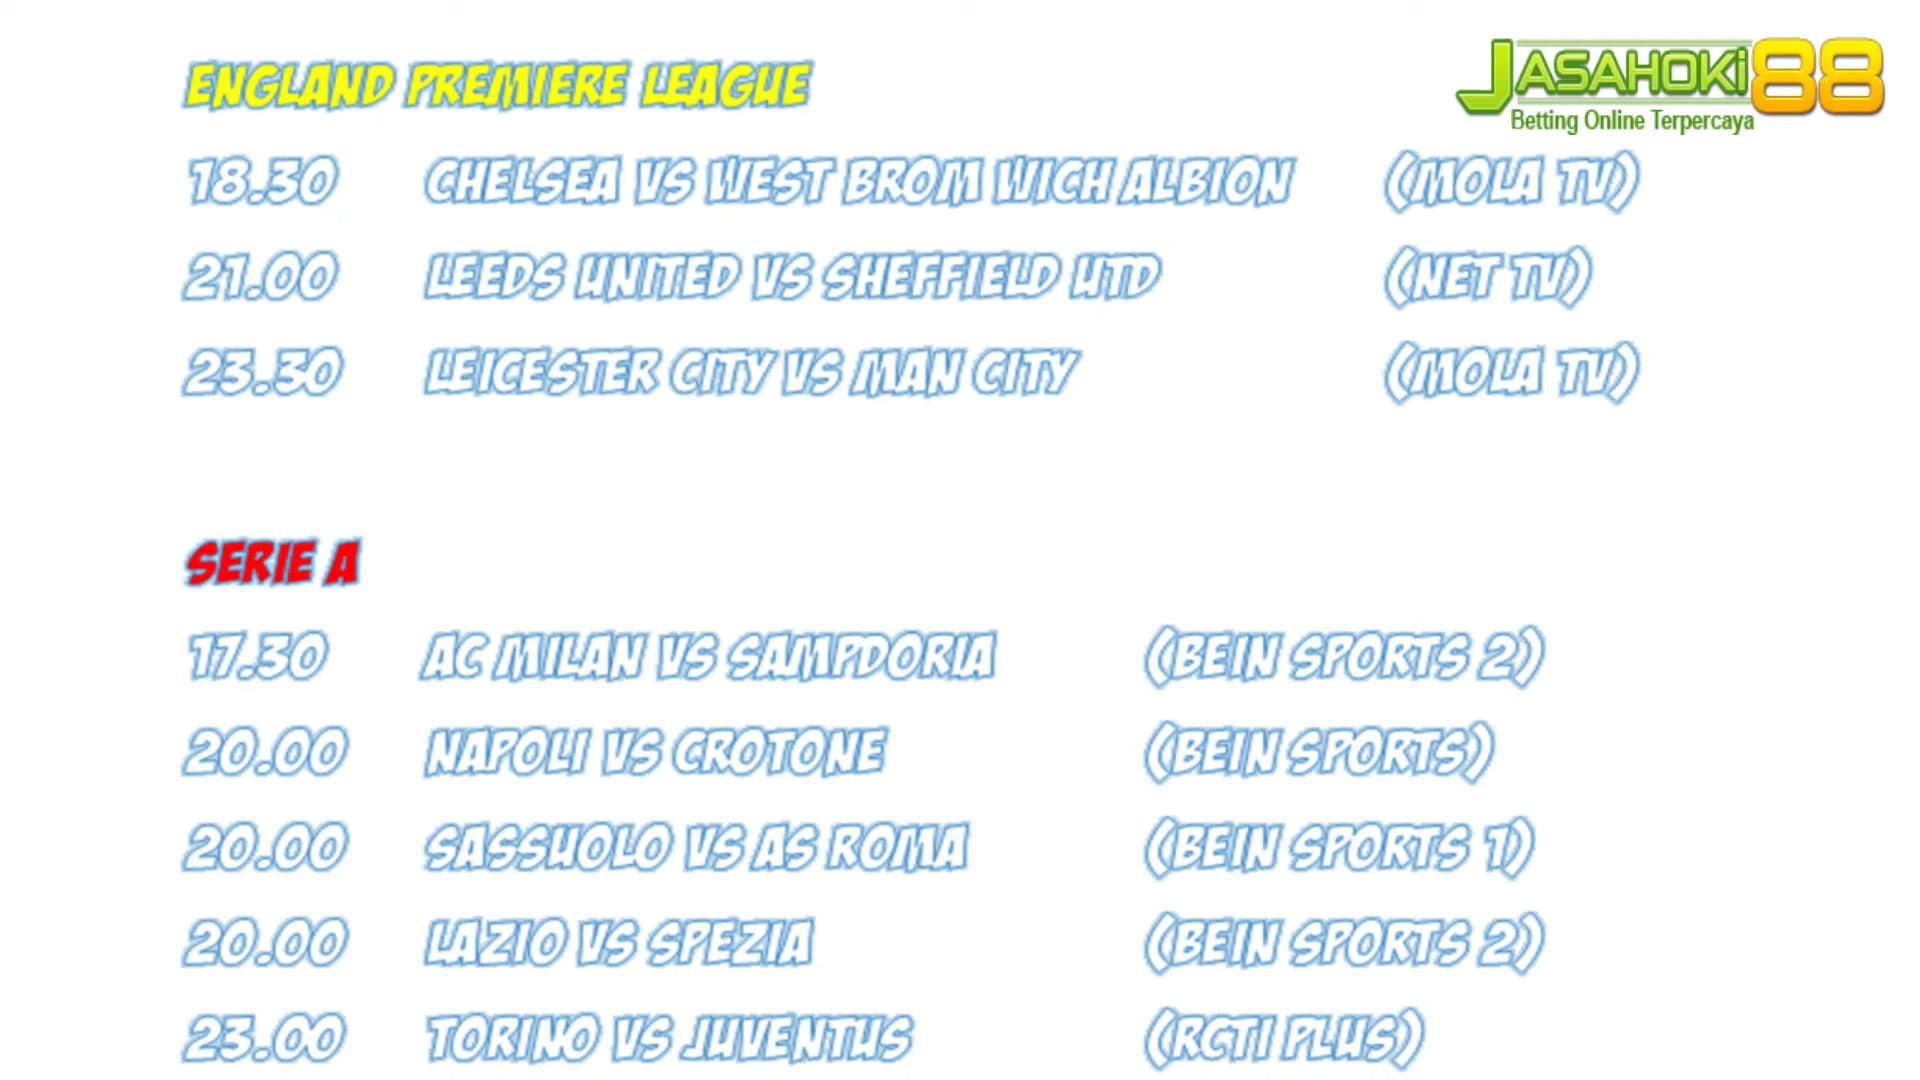 ENGLAND PREMIERE LEAGUE
JASAHOKi88
Betting Online Terpercaya
18.30 CHELSEA VS WEST BROM WICH ALBION (MOLA TV)
21.00 LEEDS UNITED VS SHEFFIELD UTD (NET TV)
23.30 LEICESTER CITY VS MAN CITY (MOLA TV)
SERIE A
17.30 AC MILAN VS SAMPDORIA (BEIN SPORTS 2)
20.00 NAPOLI VS CROTONE (BEIN SPORTS)
20.00 SASSUOLO VS AS ROMA (BEIN SPORTS 1)
20.00 LAZIO VS SPEZIA (BEIN SPORTS 2)
23.00 TORINO VS JUVENTUS (RCTI PLUS)